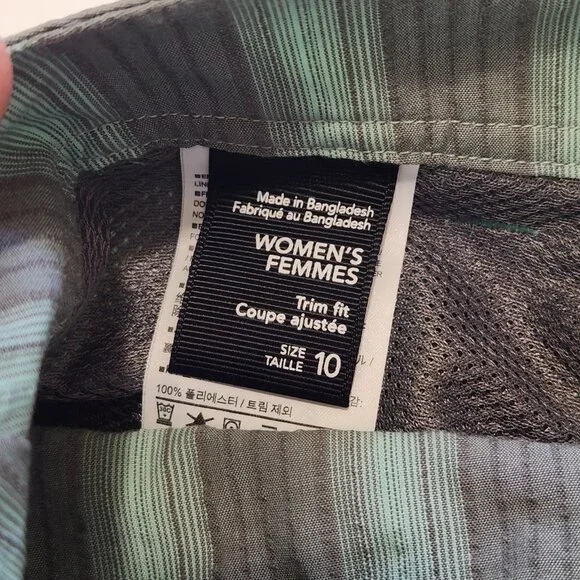 Made in Bangladesh
Fabriqué au Bangladesh
WOMEN'S
FEMMES
Trim fit
Coupe ajustée
SIZE
TAILLE 10
100% 폴리에스터 / 트림 제외